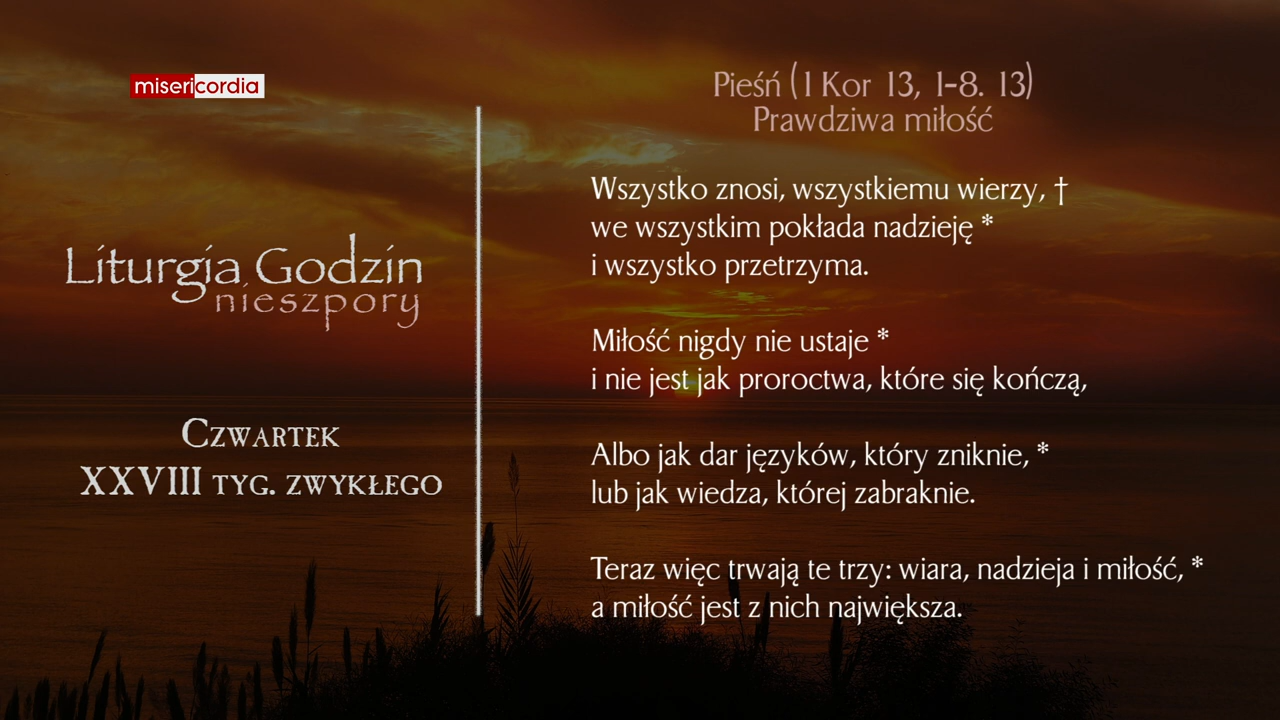 misericordia
Liturgia Godzin
nieszpory
Czwartek
XXVIII tyg. zwykłego
Pieśń (1 Kor 13, 1-8. 13)
Prawdziwa miłość
Wszystko znosi, wszystkiemu wierzy, †
we wszystkim pokłada nadzieję *
i wszystko przetrzyma.
Miłość nigdy nie ustaje *
i nie jest jak proroctwa, które się kończą,
Albo jak dar języków, który zniknie, *
lub jak wiedza, której zabraknie.
Teraz więc trwają te trzy: wiara, nadzieja i miłość, *
a miłość jest z nich największa.